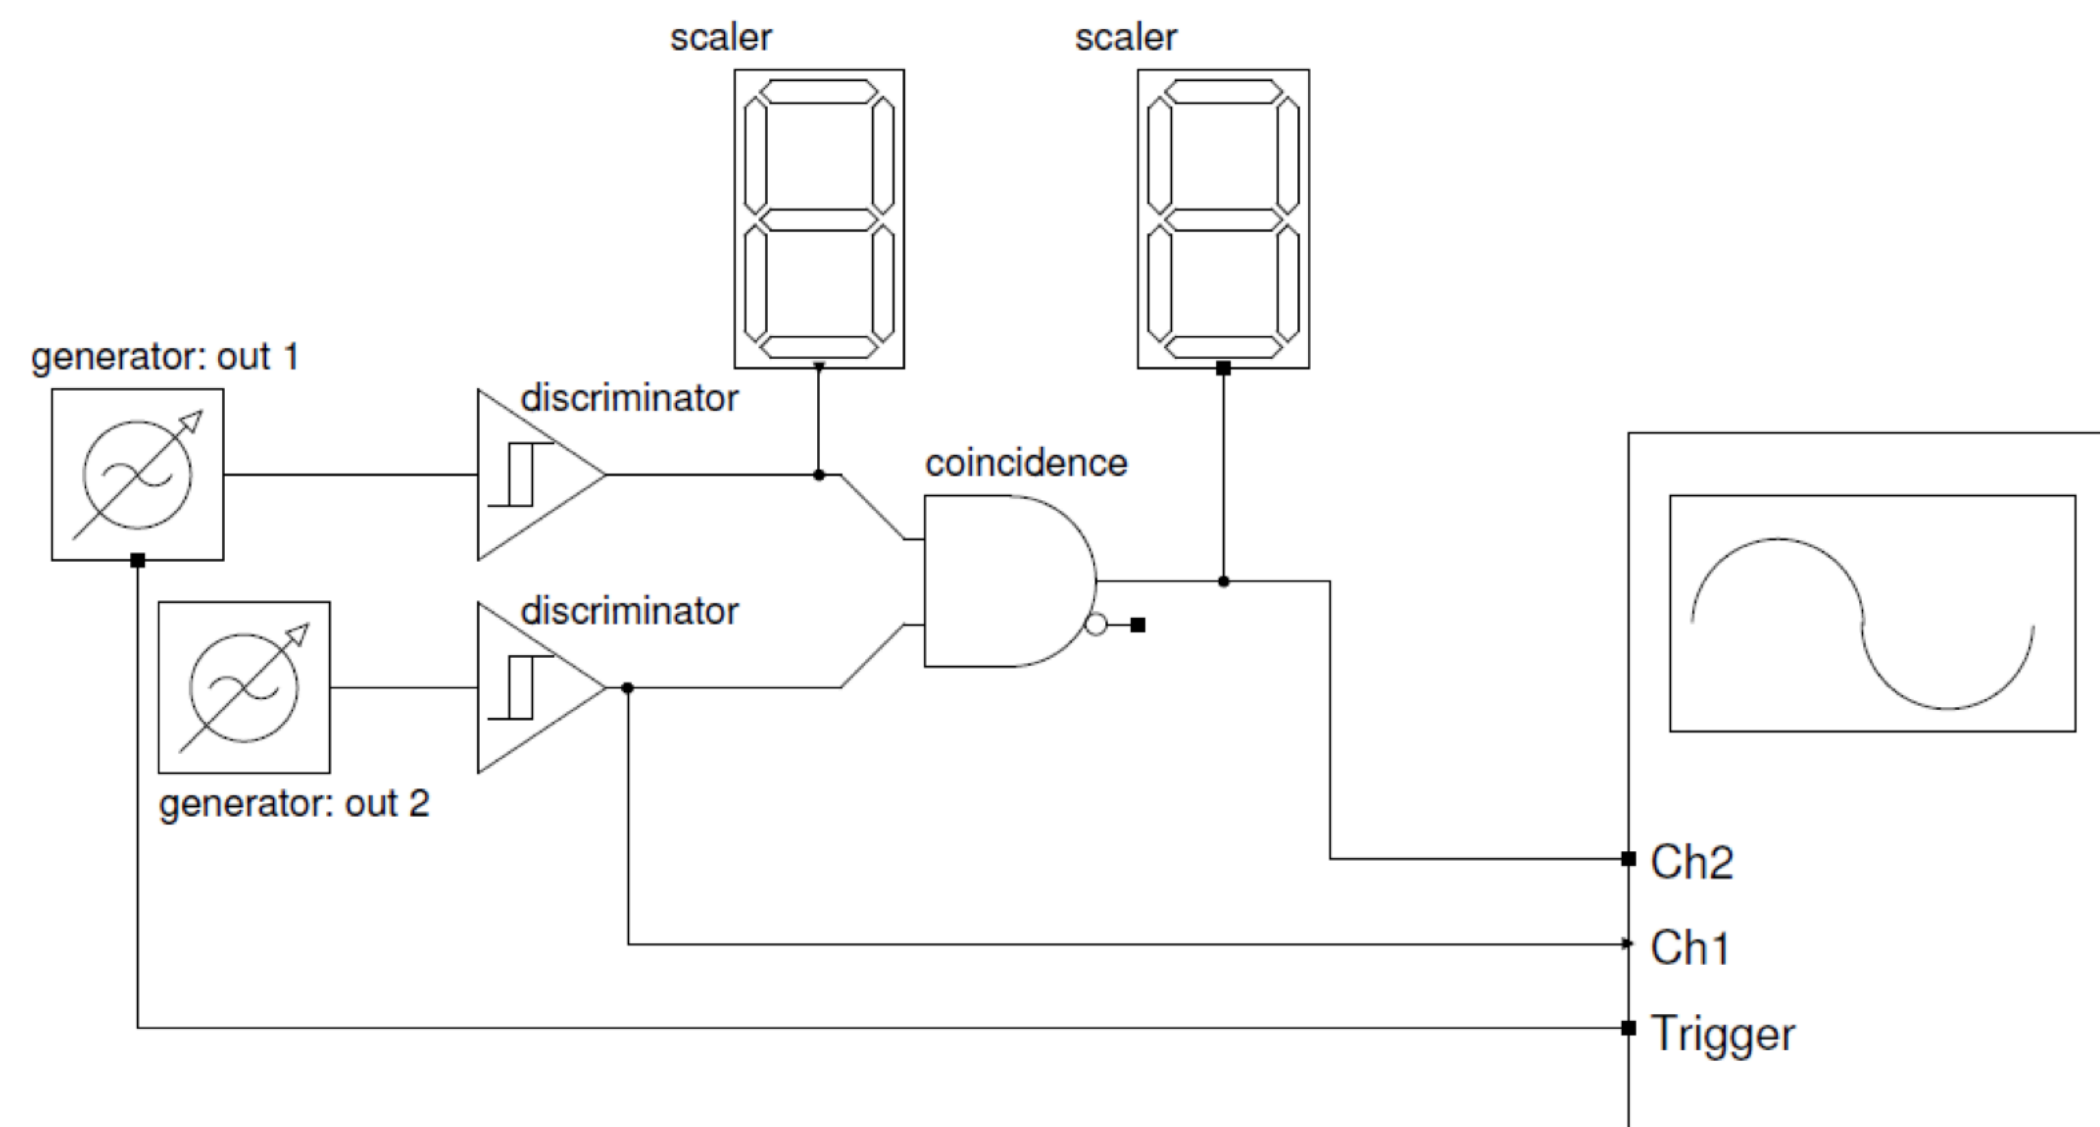 scaler
scaler
generator: out 1
discriminator
coincidence
discriminator
generator: out 2
Ch2
Ch1
Trigger